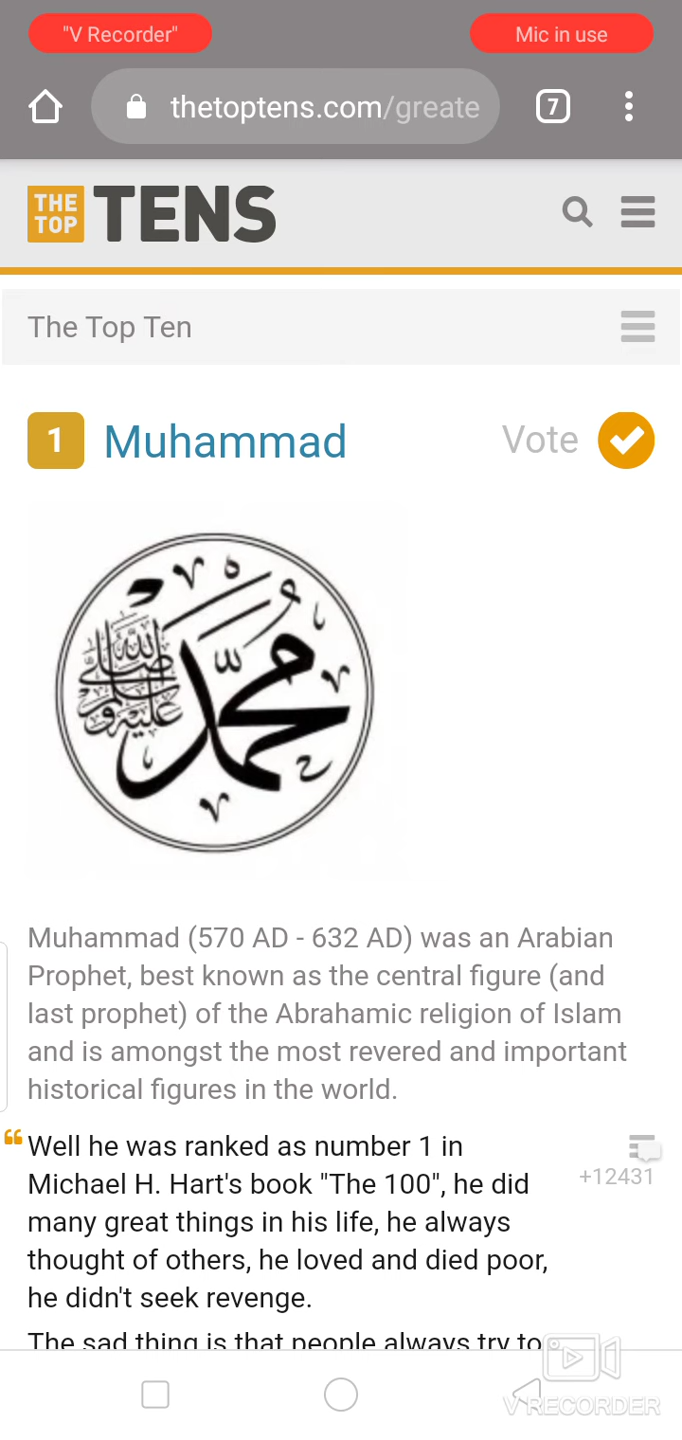 "V Recorder"
Mic in use
thetoptens.com/greate
7
THE TOP TENS
The Top Ten
1 Muhammad Vote
محمد
صلى الله عليه وسلم
Muhammad (570 AD - 632 AD) was an Arabian
Prophet, best known as the central figure (and
last prophet) of the Abrahamic religion of Islam
and is amongst the most revered and important
historical figures in the world.
Well he was ranked as number 1 in
Michael H. Hart's book "The 100", he did
many great things in his life, he always
thought of others, he loved and died poor,
he didn't seek revenge.
+12431
The sad thing is that people always try to
V RECORDER